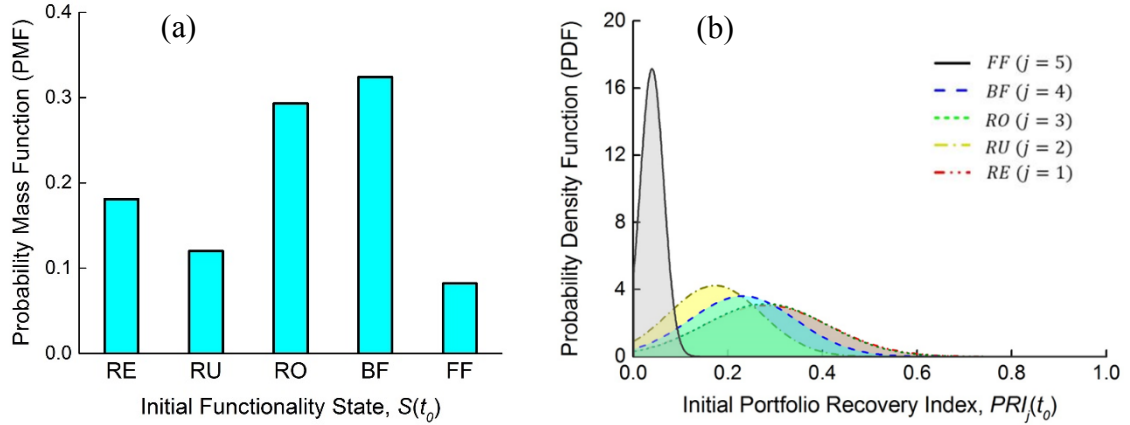 (a)
Probability Mass Function (PMF)
0.4
0.3
0.2
0.1
0.0
RE RU RO BF FF
Initial Functionality State, S(t₀)
(b)
Probability Density Function (PDF)
20
16
12
8
4
0
FF (j = 5)
BF (j = 4)
RO (j = 3)
RU (j = 2)
RE (j = 1)
0.0 0.2 0.4 0.6 0.8 1.0
Initial Portfolio Recovery Index, PRIⱼ(t₀)